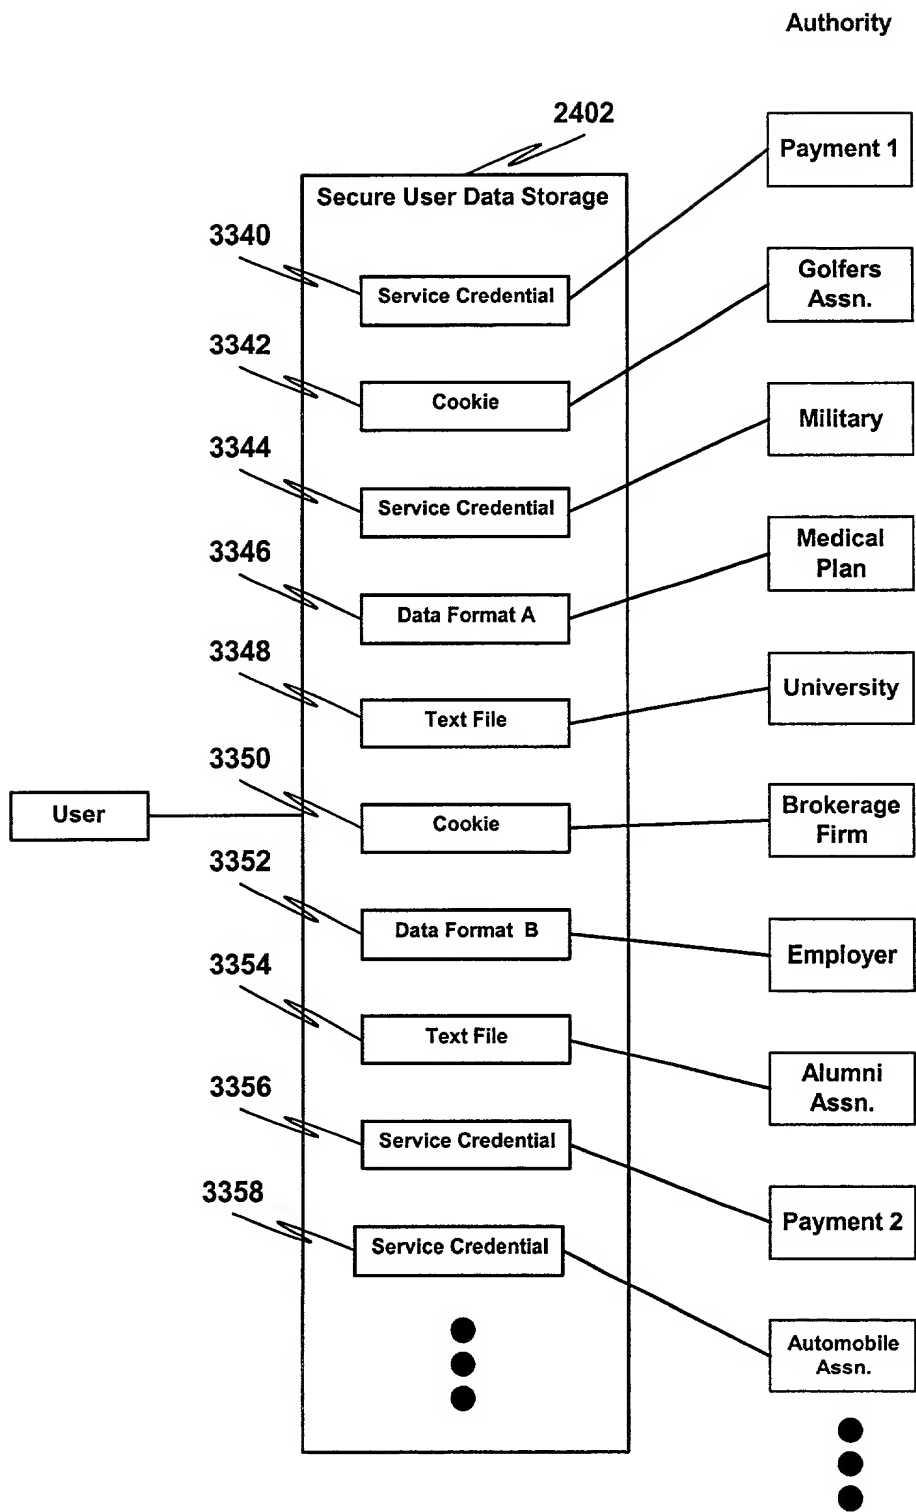 Authority
2402
Payment 1
Secure User Data Storage
3340
Service Credential
Golfers
Assn.
3342
Cookie
Military
3344
Service Credential
3346
Data Format A
Medical
Plan
3348
Text File
University
3350
User
Cookie
Brokerage
Firm
3352
Data Format B
Employer
3354
Text File
Alumni
Assn.
3356
Service Credential
3358
Service Credential
Payment 2
Automobile
Assn.